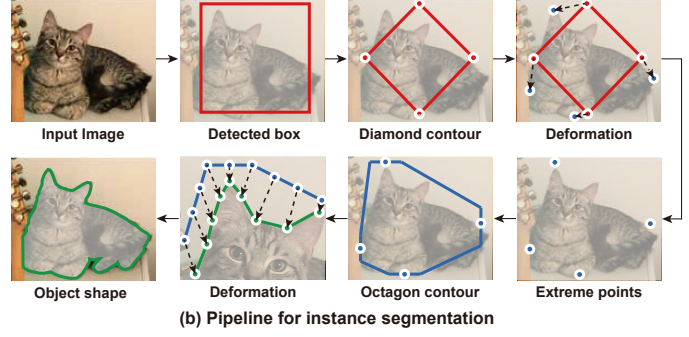 Input Image
Detected box
Diamond contour
Deformation
Object shape
Deformation
Octagon contour
Extreme points
(b) Pipeline for instance segmentation